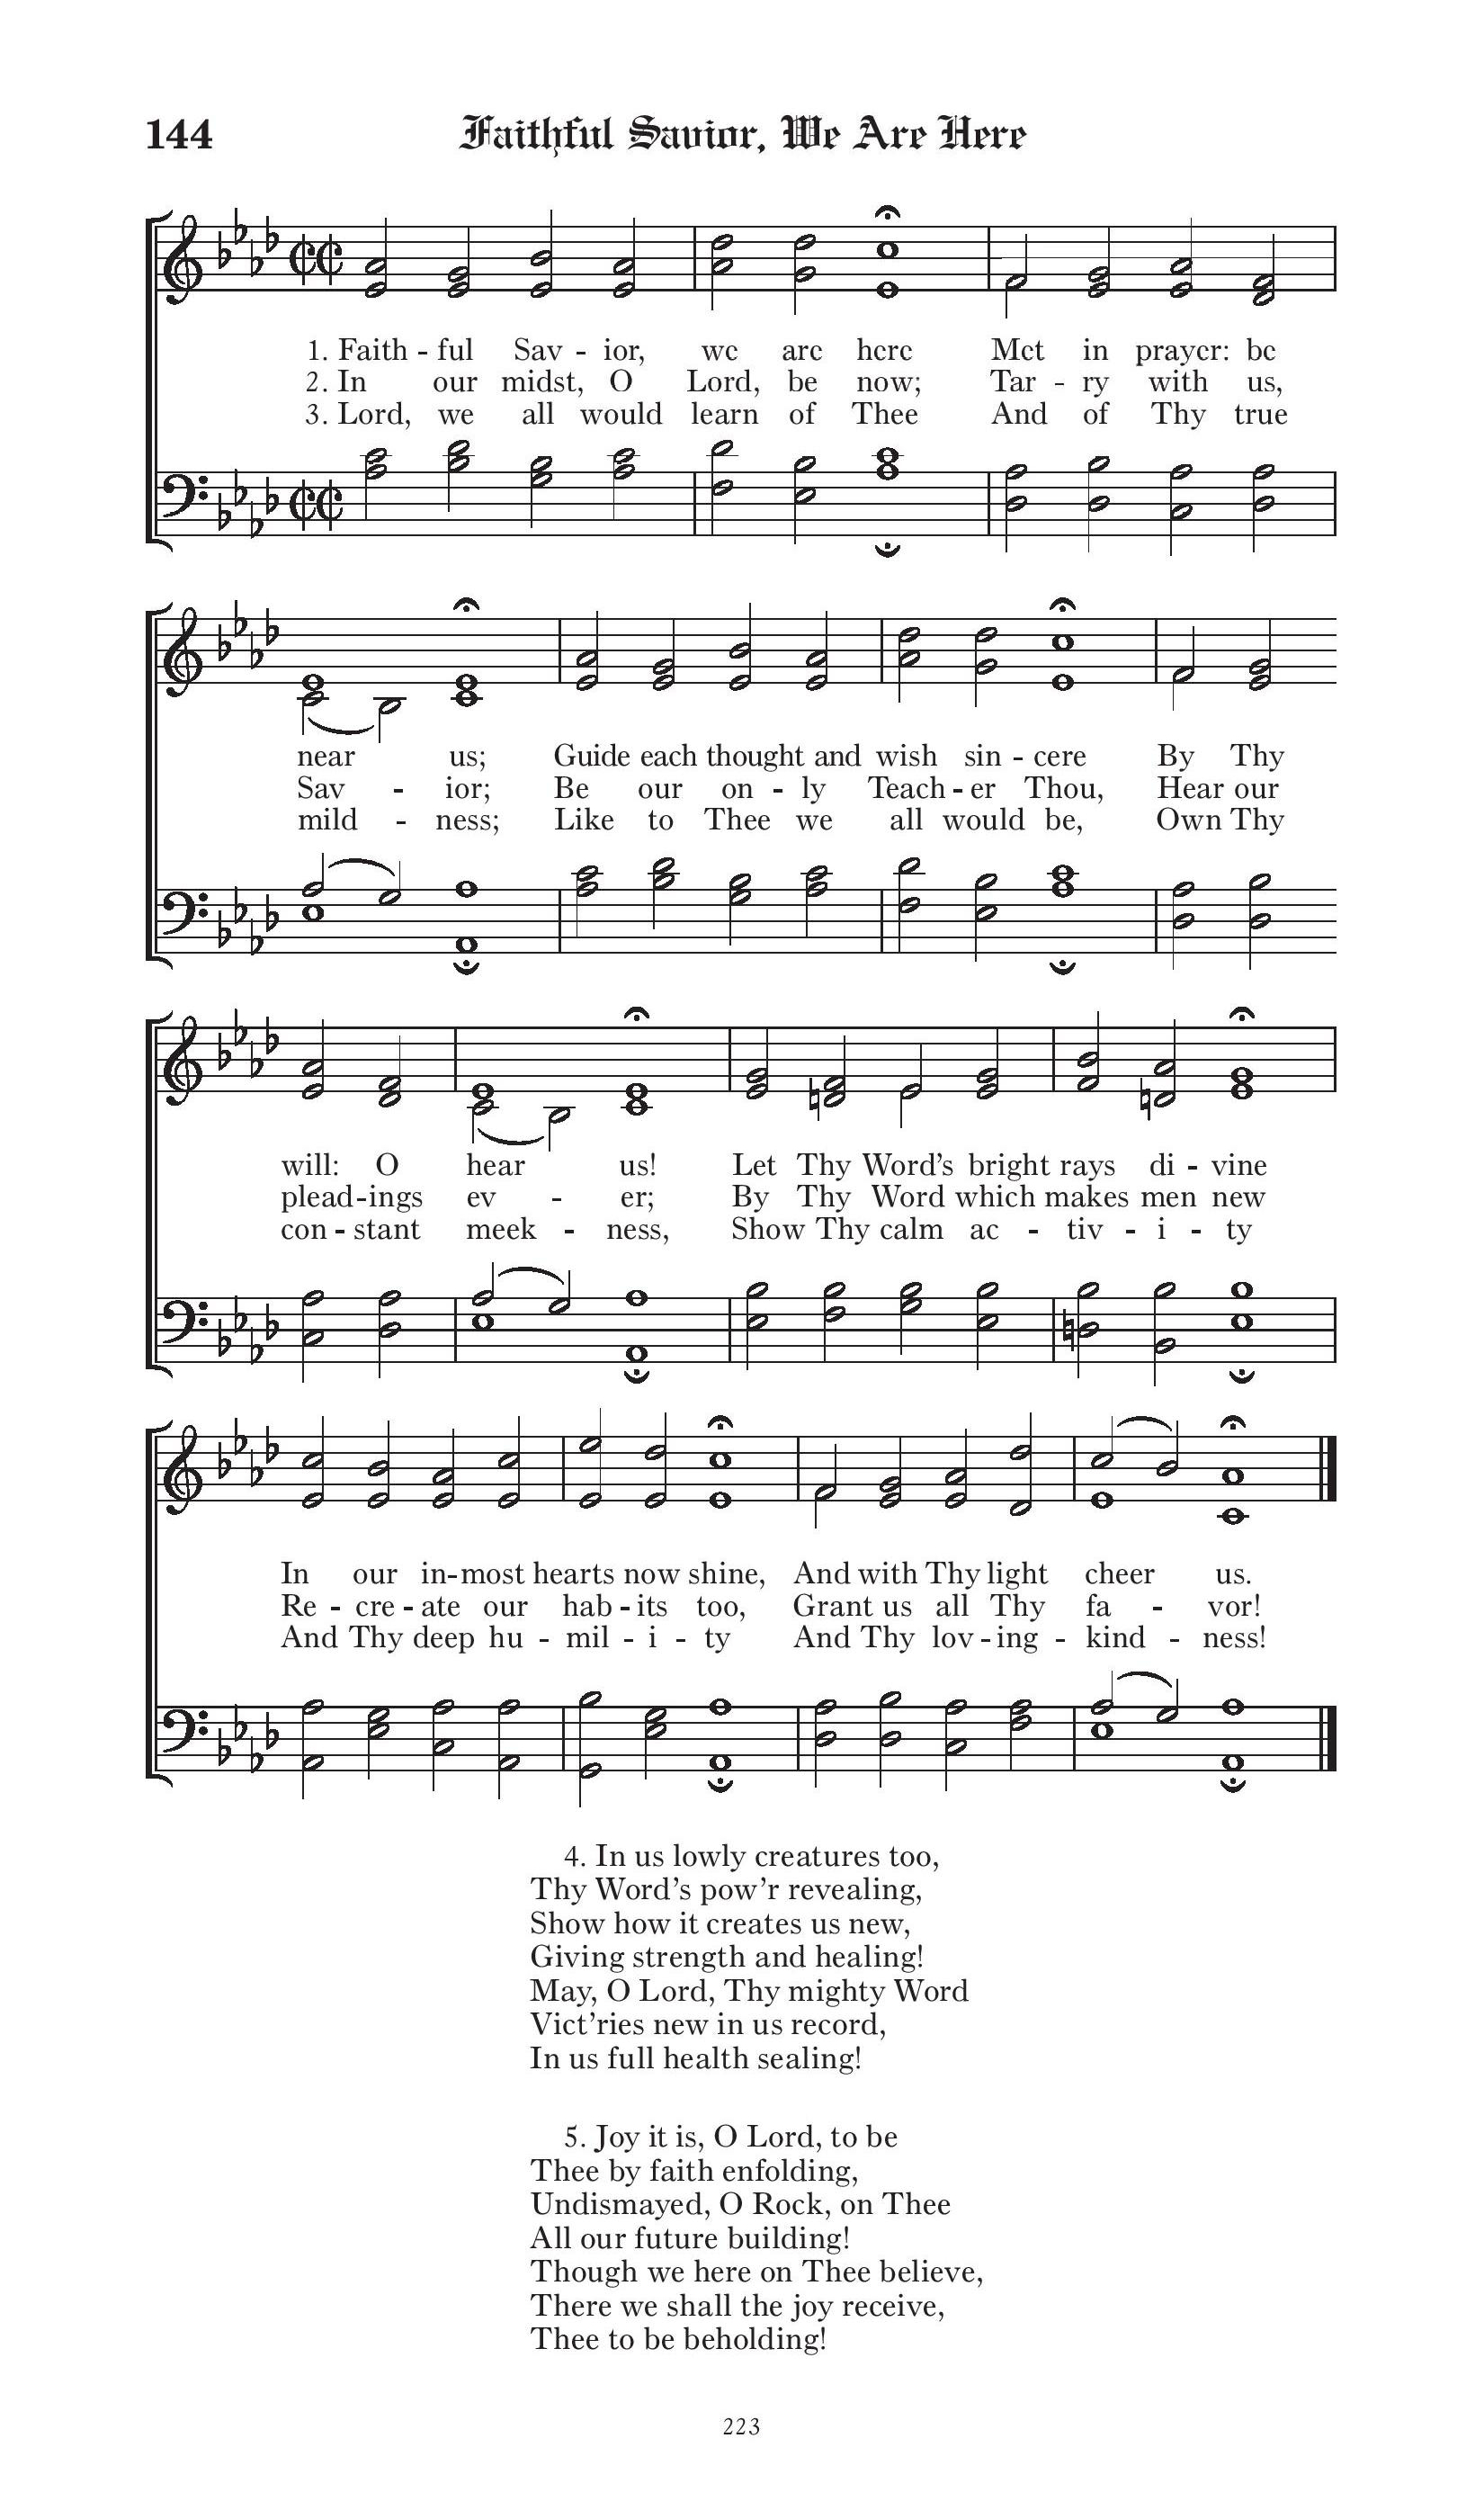 144 Faithful Savior, We Are Here
1. Faith - ful Sav - ior, we are here Met in prayer: be
2. In our midst, O Lord, be now; Tar - ry with us,
3. Lord, we all would learn of Thee And of Thy true
near us; Guide each thought and wish sin - cere By Thy
Sav - ior; Be our on - ly Teach - er Thou, Hear our
mild - ness; Like to Thee we all would be, Own Thy
will: O hear us! Let Thy Word's bright rays di - vine
plead - ings ev - er; By Thy Word which makes men new
con - stant meek - ness, Show Thy calm ac - tiv - i - ty
In our in - most hearts now shine, And with Thy light cheer us.
Re - cre - ate our hab - its too, Grant us all Thy fa - vor!
And Thy deep hu - mil - i - ty And Thy lov - ing - kind - ness!
4. In us lowly creatures too,
Thy Word's pow'r revealing,
Show how it creates us new,
Giving strength and healing!
May, O Lord, Thy mighty Word
Vict'ries new in us record,
In us full health sealing!
5. Joy it is, O Lord, to be
Thee by faith enfolding,
Undismayed, O Rock, on Thee
All our future building!
Though we here on Thee believe,
There we shall the joy receive,
Thee to be beholding!
223